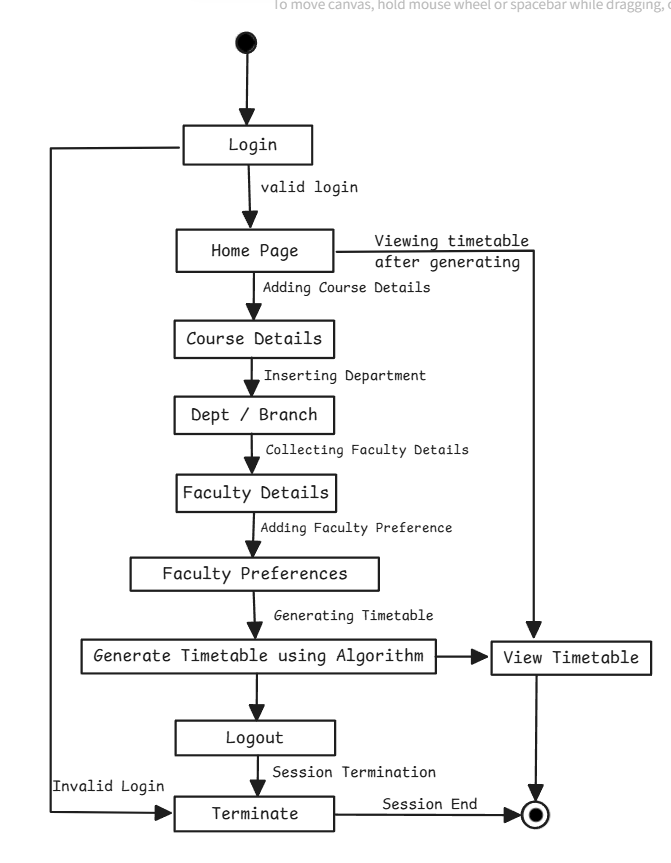 To move canvas, hold mouse wheel or spacebar while dragging,
Login
valid login
Home Page
Viewing timetable
after generating
Adding Course Details
Course Details
Inserting Department
Dept / Branch
Collecting Faculty Details
Faculty Details
Adding Faculty Preference
Faculty Preferences
Generating Timetable
Generate Timetable using Algorithm
View Timetable
Logout
Session Termination
Invalid Login
Terminate
Session End